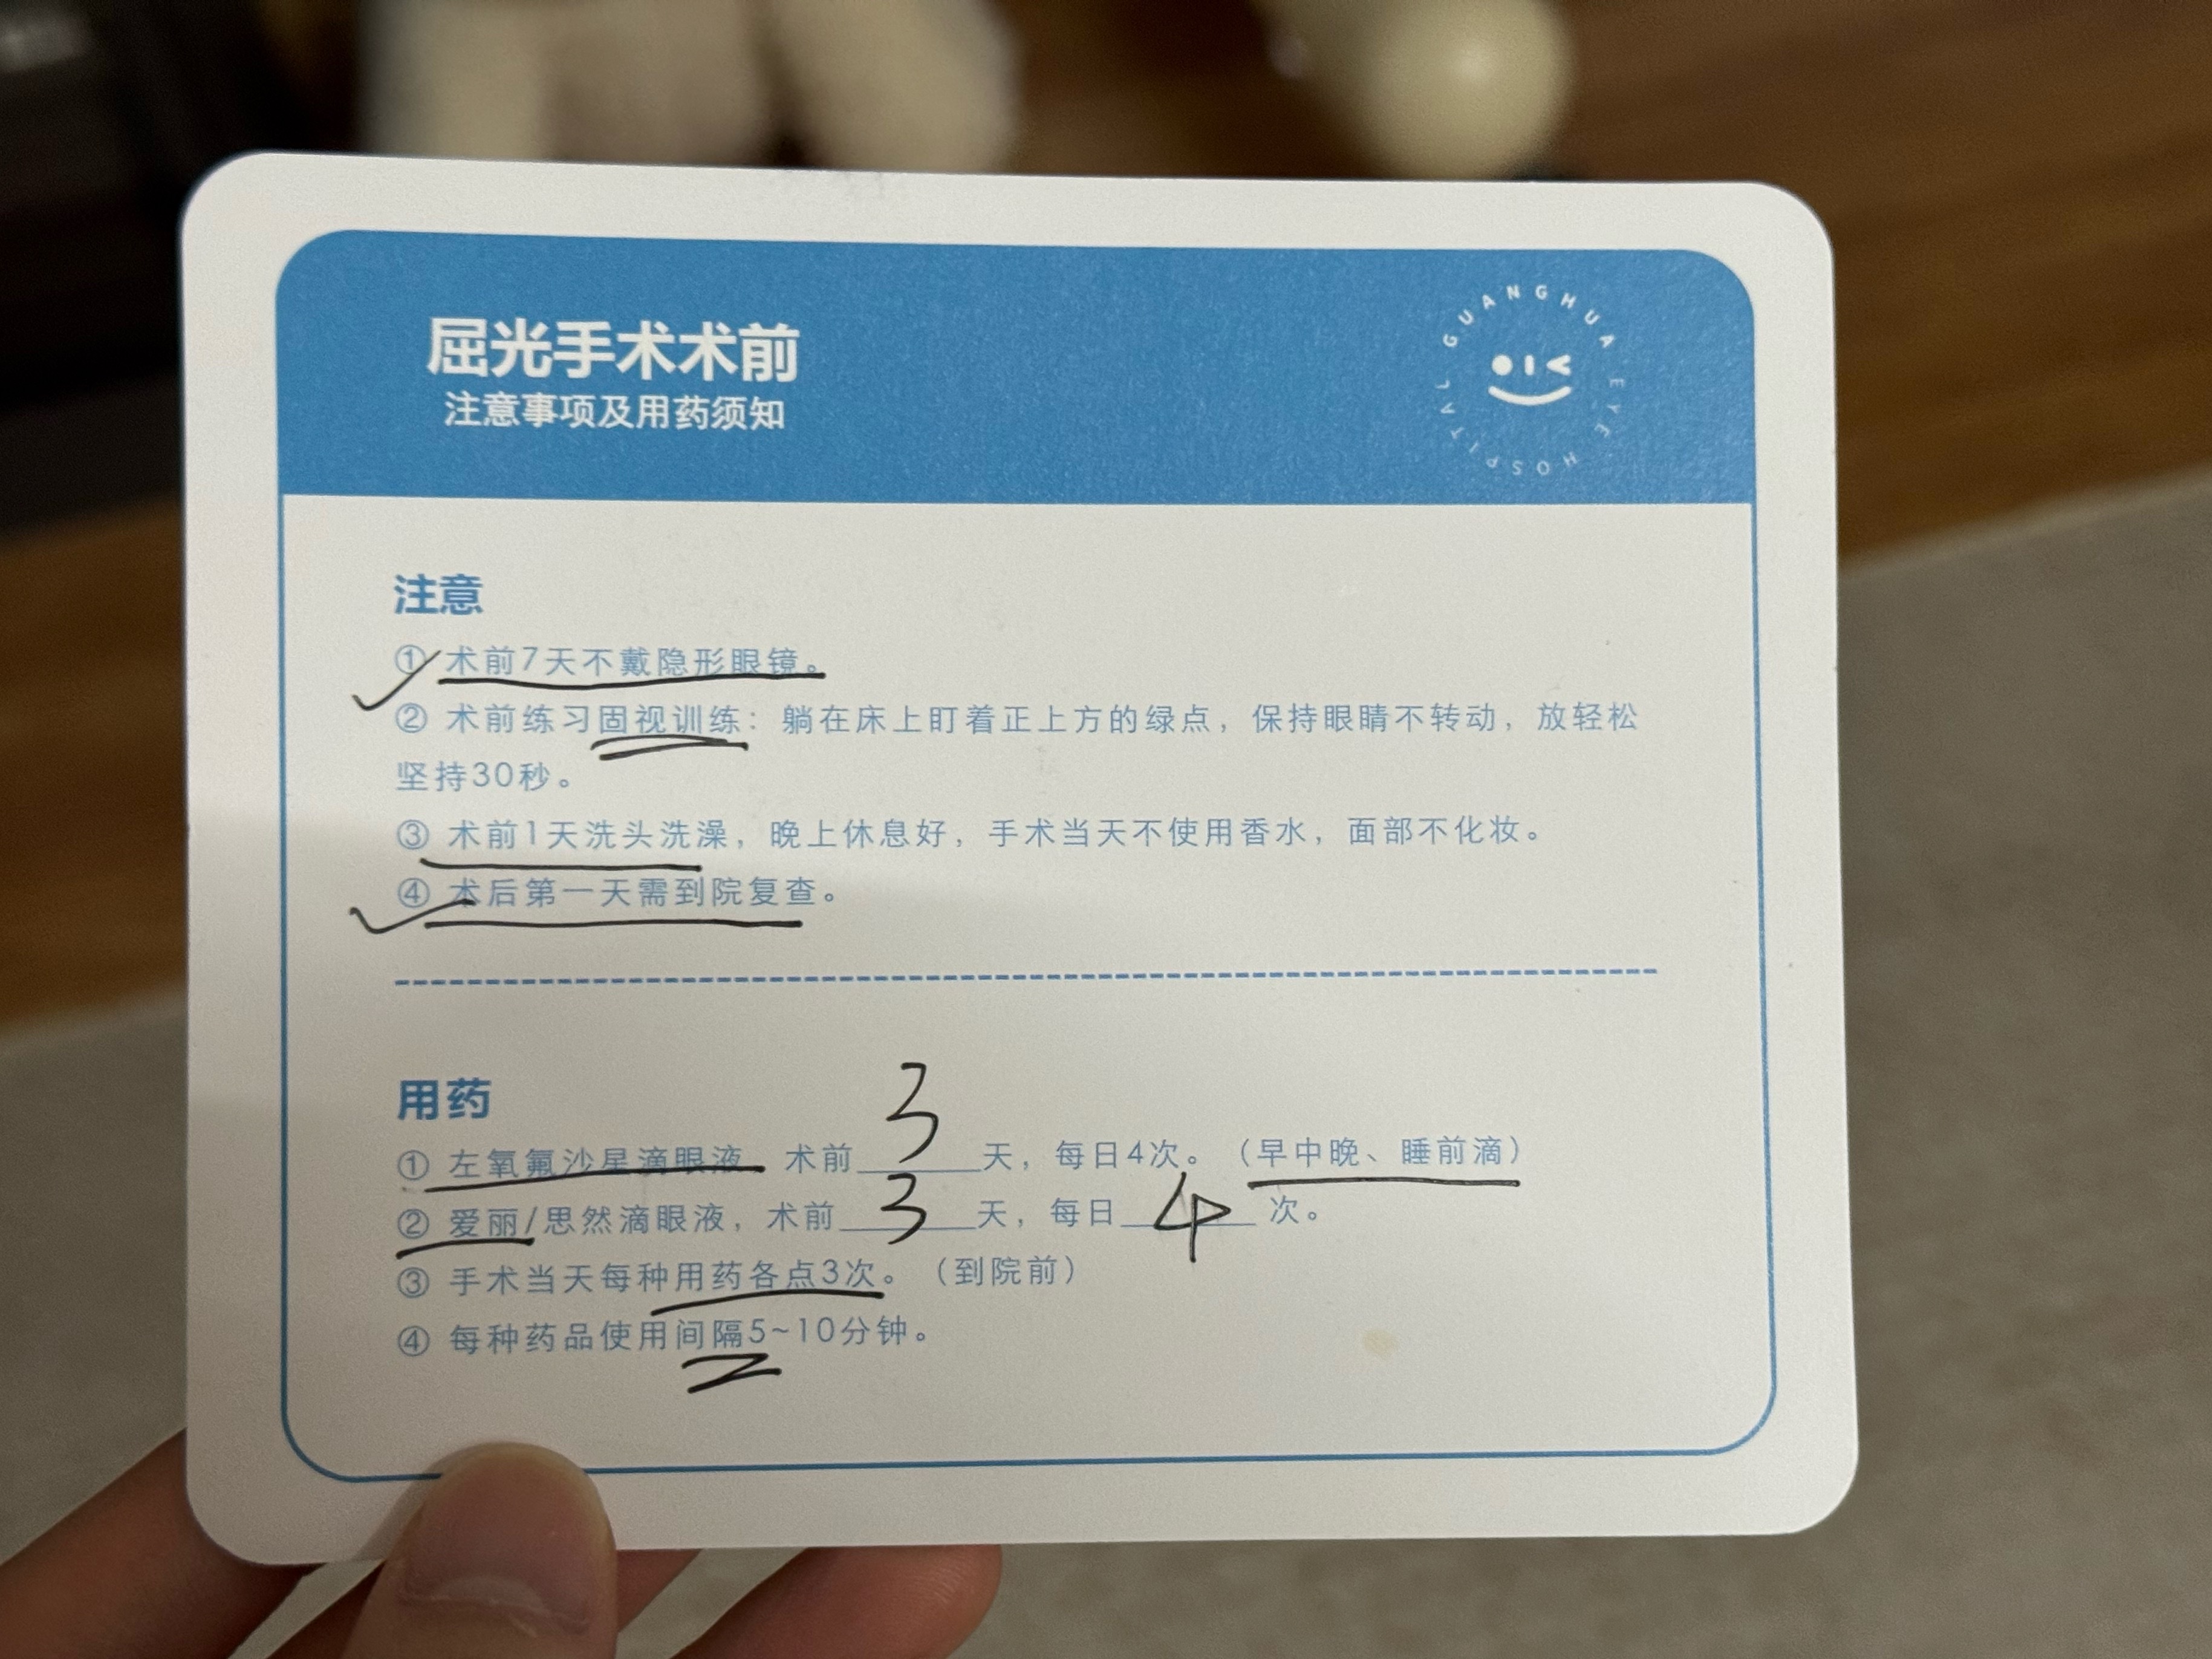 屈光手术术前
注意事项及用药须知
GUANGHUA EYE HOSPITAL
注意
① 术前7天不戴隐形眼镜。
② 术前练习固视训练：躺在床上盯着正上方的绿点，保持眼睛不转动，放轻松
坚持30秒。
③ 术前1天洗头洗澡，晚上休息好，手术当天不使用香水，面部不化妆。
④ 术后第一天需到院复查。
用药
① 左氧氟沙星滴眼液，术前3天，每日4次。（早中晚、睡前滴）
② 爱丽/思然滴眼液，术前3天，每日4次。
③ 手术当天每种用药各点3次。（到院前）
④ 每种药品使用间隔5~10分钟。